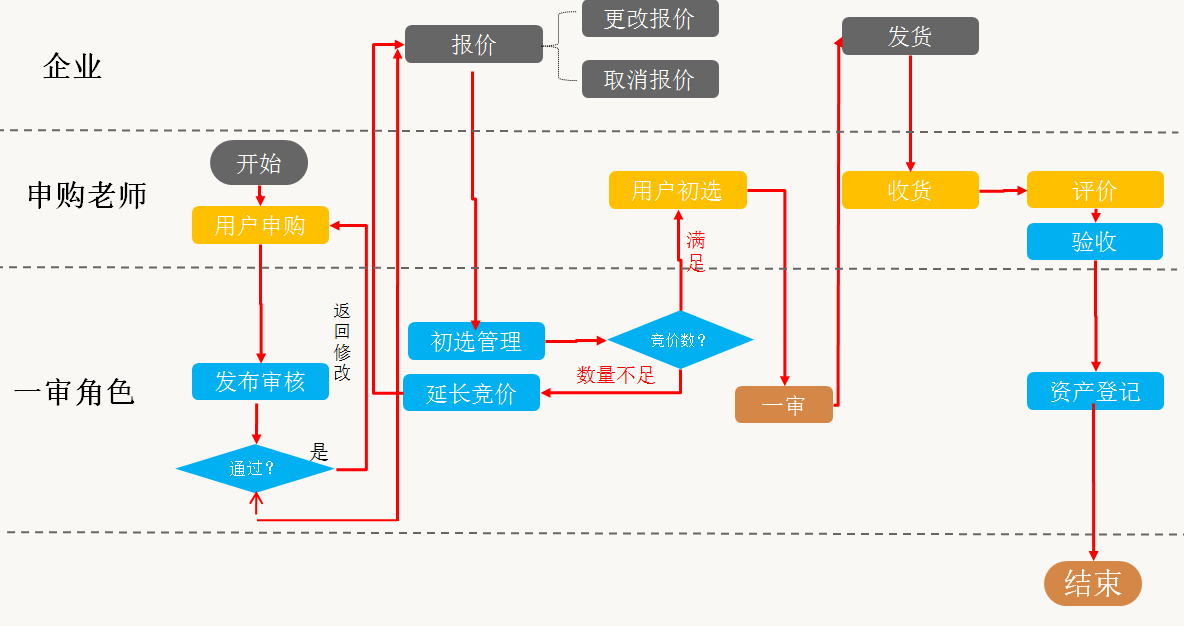 企业
报价
更改报价
取消报价
发货
申购老师
开始
用户申购
用户初选
收货
评价
验收
满
足
一审角色
返
回
修
改
发布审核
通过?
是
初选管理
竞价数?
延长竞价
数量不足
一审
资产登记
结束